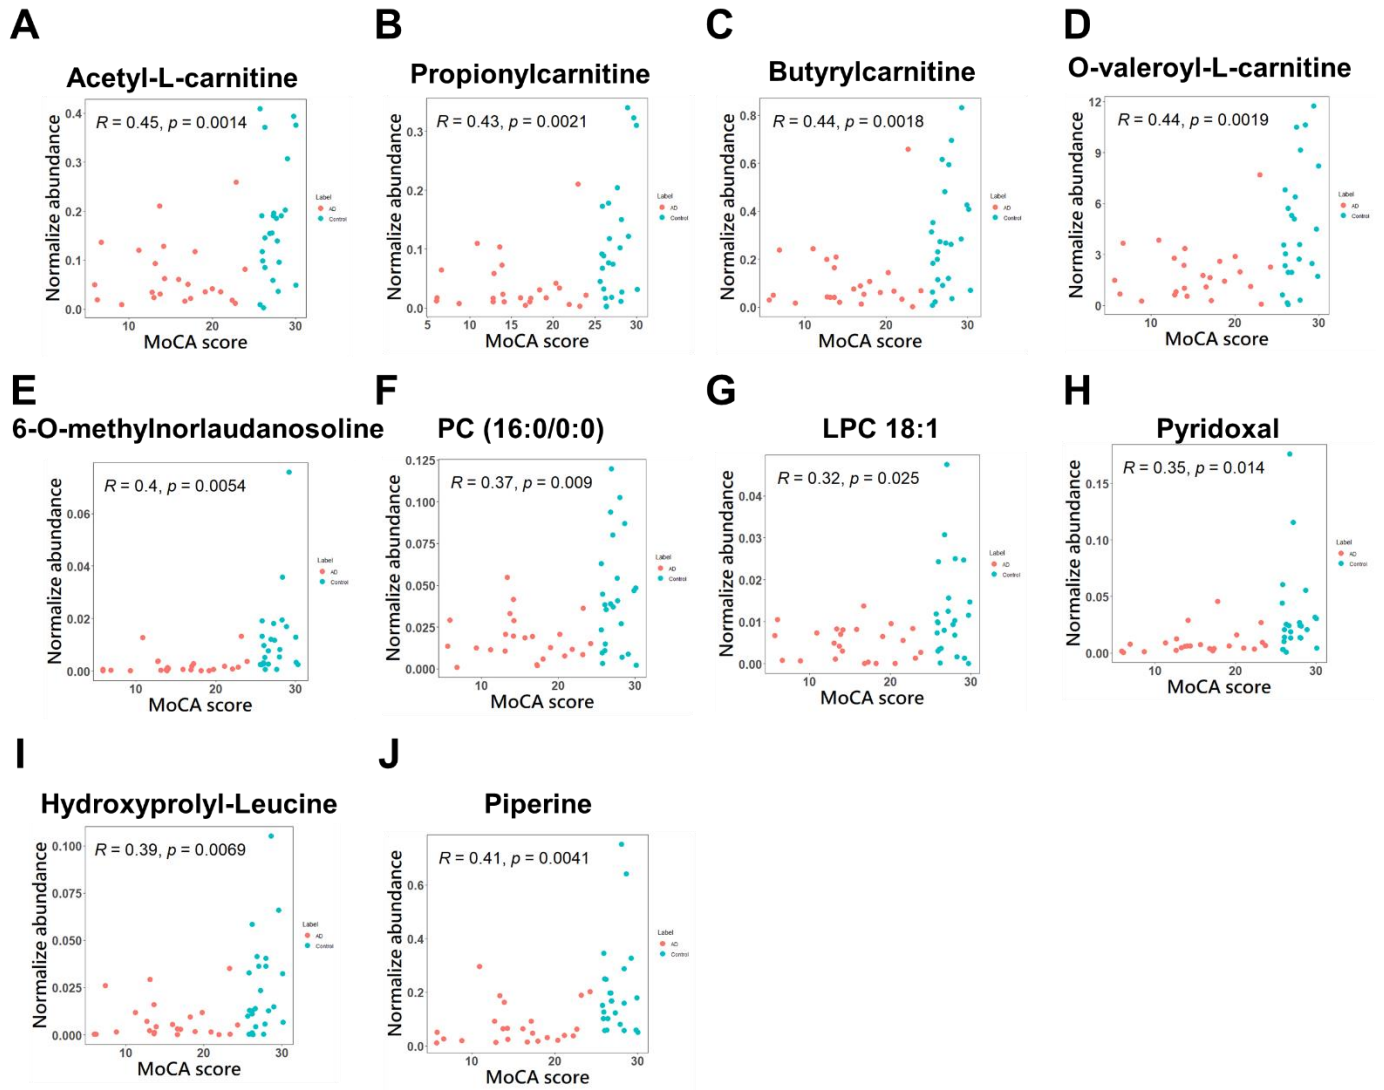 A
B
C
D
Acetyl-L-carnitine
Propionylcarnitine
Butyrylcarnitine
O-valeroyl-L-carnitine
R = 0.45, p = 0.0014
Normalize abundance
0.4
0.3
0.2
0.1
0.0
10
20
30
MoCA score
Label
AD
Control
R = 0.43, p = 0.0021
Normalize abundance
0.3
0.2
0.1
0.0
5
10
15
20
25
30
MoCA score
Label
AD
Control
R = 0.44, p = 0.0018
Normalize abundance
0.8
0.6
0.4
0.2
0.0
10
20
30
MoCA score
Label
AD
Control
R = 0.44, p = 0.0019
Normalize abundance
12
9
6
3
0
10
20
30
MoCA score
Label
AD
Control
E
F
G
H
6-O-methylnorlaudanosoline
PC (16:0/0:0)
LPC 18:1
Pyridoxal
R = 0.4, p = 0.0054
Normalize abundance
0.06
0.04
0.02
0.00
10
20
30
MoCA score
Label
AD
Control
R = 0.37, p = 0.009
Normalize abundance
0.125
0.100
0.075
0.050
0.025
0.000
10
20
30
MoCA score
Label
AD
Control
R = 0.32, p = 0.025
Normalize abundance
0.04
0.03
0.02
0.01
0.00
10
20
30
MoCA score
Label
AD
Control
R = 0.35, p = 0.014
Normalize abundance
0.15
0.10
0.05
0.00
10
20
30
MoCA score
Label
AD
Control
I
J
Hydroxyprolyl-Leucine
Piperine
R = 0.39, p = 0.0069
Normalize abundance
0.100
0.075
0.050
0.025
0.000
10
20
30
MoCA score
Label
AD
Control
R = 0.41, p = 0.0041
Normalize abundance
0.6
0.4
0.2
0.0
10
20
30
MoCA score
Label
AD
Control